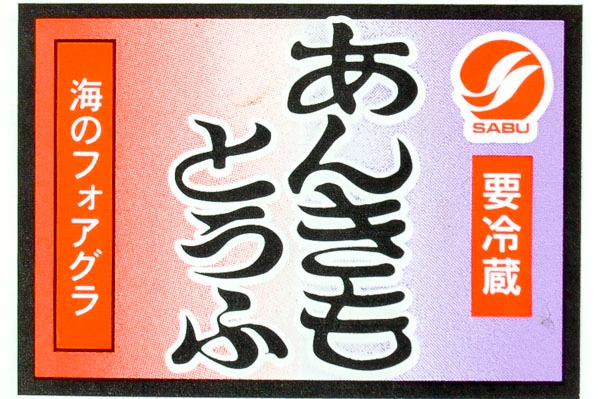 SABU
要冷蔵
あんきも
とうふ
海のフォアグラ